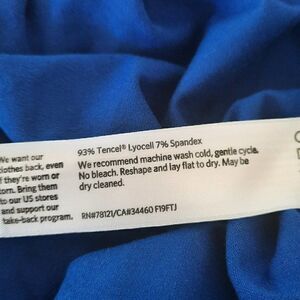 We want our
clothes back, even
if they're worn or
torn. Bring them
to our US stores
and support our
take-back program.
93% Tencel® Lyocell 7% Spandex
We recommend machine wash cold, gentle cycle.
No bleach. Reshape and lay flat to dry. May be
dry cleaned.
RN#78121/CA#34460 F19FTJ